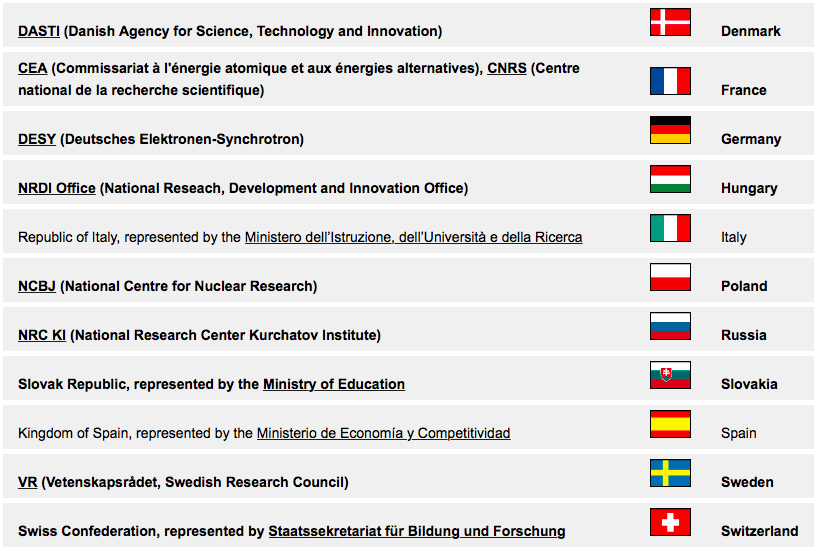 DASTI (Danish Agency for Science, Technology and Innovation) Denmark
CEA (Commissariat à l'énergie atomique et aux énergies alternatives), CNRS (Centre
national de la recherche scientifique) France
DESY (Deutsches Elektronen-Synchrotron) Germany
NRDI Office (National Reseach, Development and Innovation Office) Hungary
Republic of Italy, represented by the Ministero dell’Istruzione, dell’Università e della Ricerca Italy
NCBJ (National Centre for Nuclear Research) Poland
NRC KI (National Research Center Kurchatov Institute) Russia
Slovak Republic, represented by the Ministry of Education Slovakia
Kingdom of Spain, represented by the Ministerio de Economía y Competitividad Spain
VR (Vetenskapsrådet, Swedish Research Council) Sweden
Swiss Confederation, represented by Staatssekretariat für Bildung und Forschung Switzerland